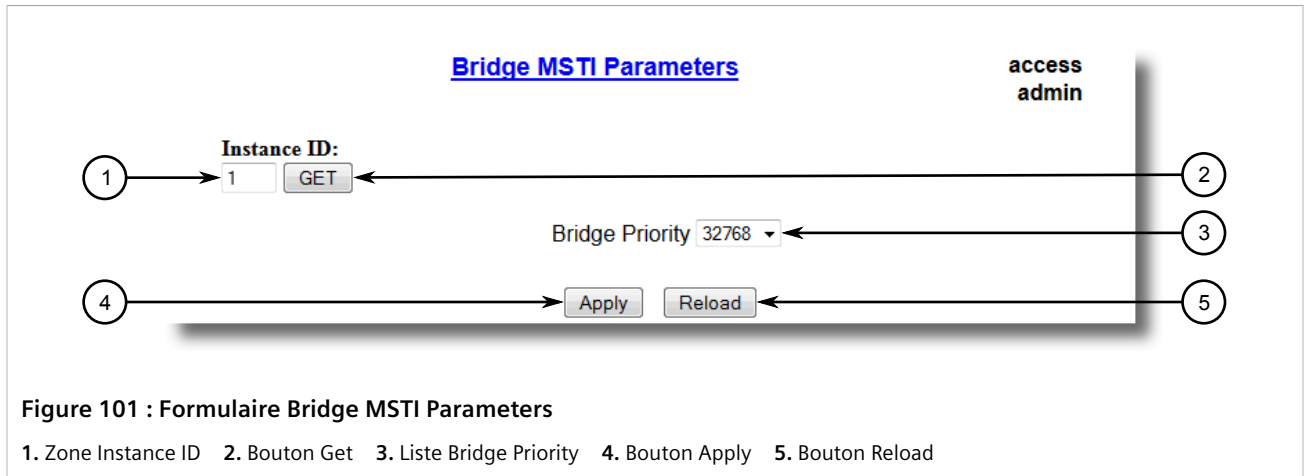 Bridge MSTI Parameters
access
admin
Instance ID:
1 1 GET 2
Bridge Priority 32768 3
4 Apply Reload 5
Figure 101 : Formulaire Bridge MSTI Parameters
1. Zone Instance ID 2. Bouton Get 3. Liste Bridge Priority 4. Bouton Apply 5. Bouton Reload